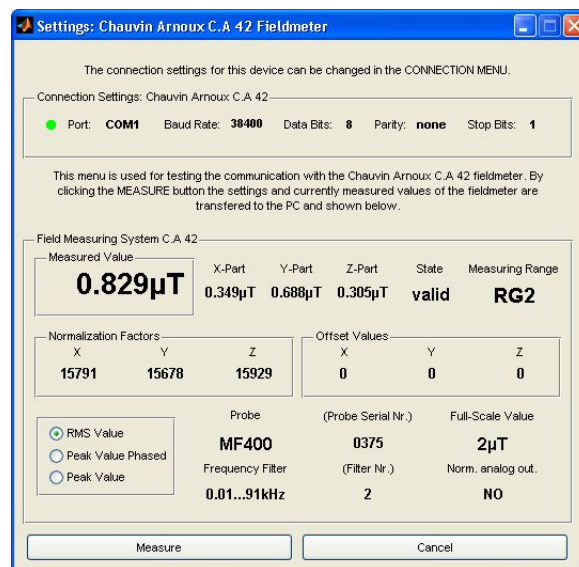 Settings: Chauvin Arnoux C.A 42 Fieldmeter
The connection settings for this device can be changed in the CONNECTION MENU.
Connection Settings: Chauvin Arnoux C.A 42
Port: COM1 Baud Rate: 38400 Data Bits: 8 Parity: none Stop Bits: 1
This menu is used for testing the communication with the Chauvin Arnoux C.A 42 fieldmeter. By
clicking the MEASURE button the settings and currently measured values of the fieldmeter are
transfered to the PC and shown below.
Field Measuring System C.A 42
Measured Value
0.829µT
X-Part Y-Part Z-Part State Measuring Range
0.349µT 0.688µT 0.305µT valid RG2
Normalization Factors
X Y Z
15791 15678 15929
Offset Values
X Y Z
0 0 0
RMS Value
Peak Value Phased
Peak Value
Probe (Probe Serial Nr.) Full-Scale Value
MF400 0375 2µT
Frequency Filter (Filter Nr.) Norm. analog out.
0.01...91kHz 2 NO
Measure Cancel